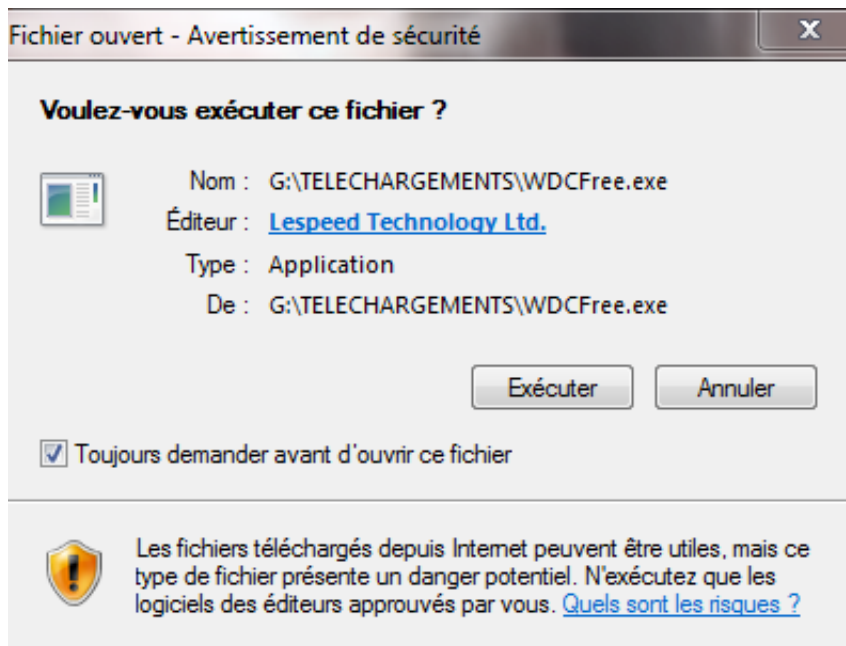 Fichier ouvert - Avertissement de sécurité
Voulez-vous exécuter ce fichier ?
Nom : G:\TELECHARGEMENTS\WDCFree.exe
Éditeur : Lespeed Technology Ltd.
Type : Application
De : G:\TELECHARGEMENTS\WDCFree.exe
Exécuter Annuler
Toujours demander avant d'ouvrir ce fichier
Les fichiers téléchargés depuis Internet peuvent être utiles, mais ce
type de fichier présente un danger potentiel. N'exécutez que les
logiciels des éditeurs approuvés par vous. Quels sont les risques ?